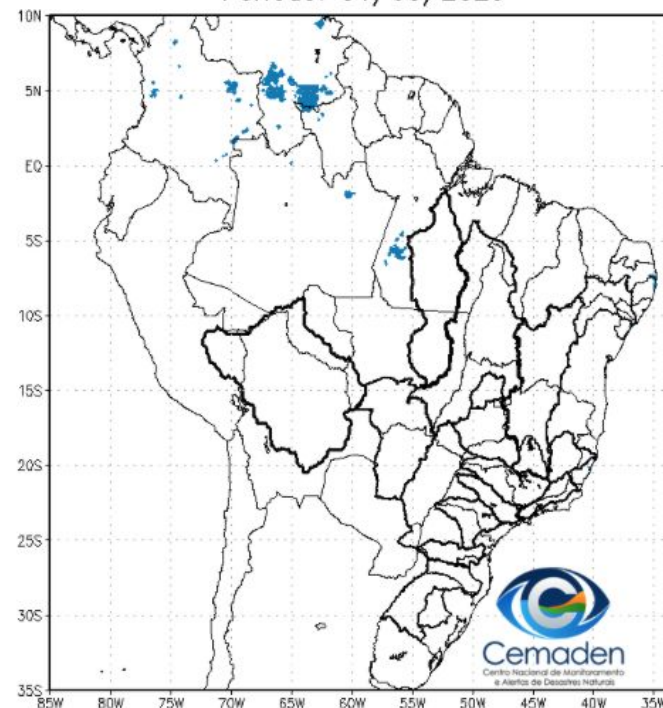 10N
5N
EQ
5S
10S
15S
20S
25S
30S
35S
85W 80W 75W 70W 65W 60W 55W 50W 45W 40W 35W
Cemaden
Centro Nacional de Monitoramento
e Alertas de Desastres Naturais